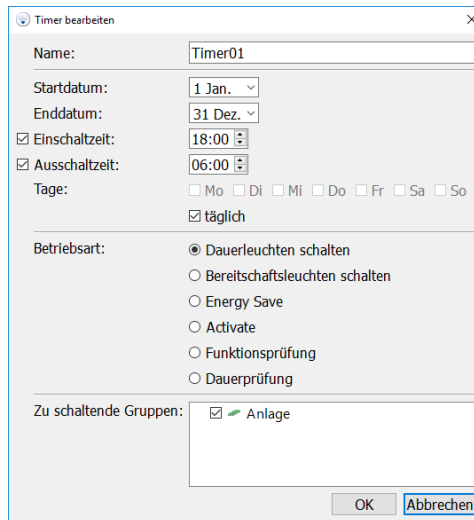 Timer bearbeiten
Name: Timer01
Startdatum: 1 Jan.
Enddatum: 31 Dez.
Einschaltzeit: 18:00
Ausschaltzeit: 06:00
Tage: Mo Di Mi Do Fr Sa So
täglich
Betriebsart: Dauerleuchten schalten
Bereitschaftsleuchten schalten
Energy Save
Activate
Funktionsprüfung
Dauerprüfung
Zu schaltende Gruppen: Anlage
OK Abbrechen